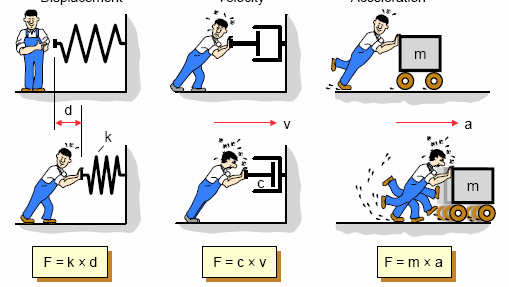 Displacement
Velocity
Acceleration
m
d
v
a
k
c
m
F = k × d
F = c × v
F = m × a